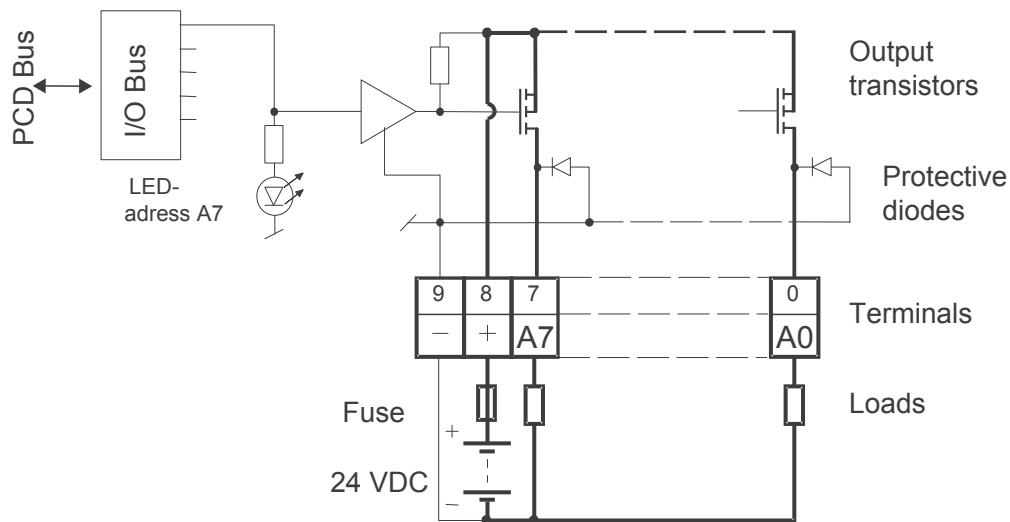 PCD Bus
I/O Bus
LED-
adress A7
Output
transistors
Protective
diodes
9 8 7 0
− + A7 A0
Terminals
Fuse
Loads
+
24 VDC
−